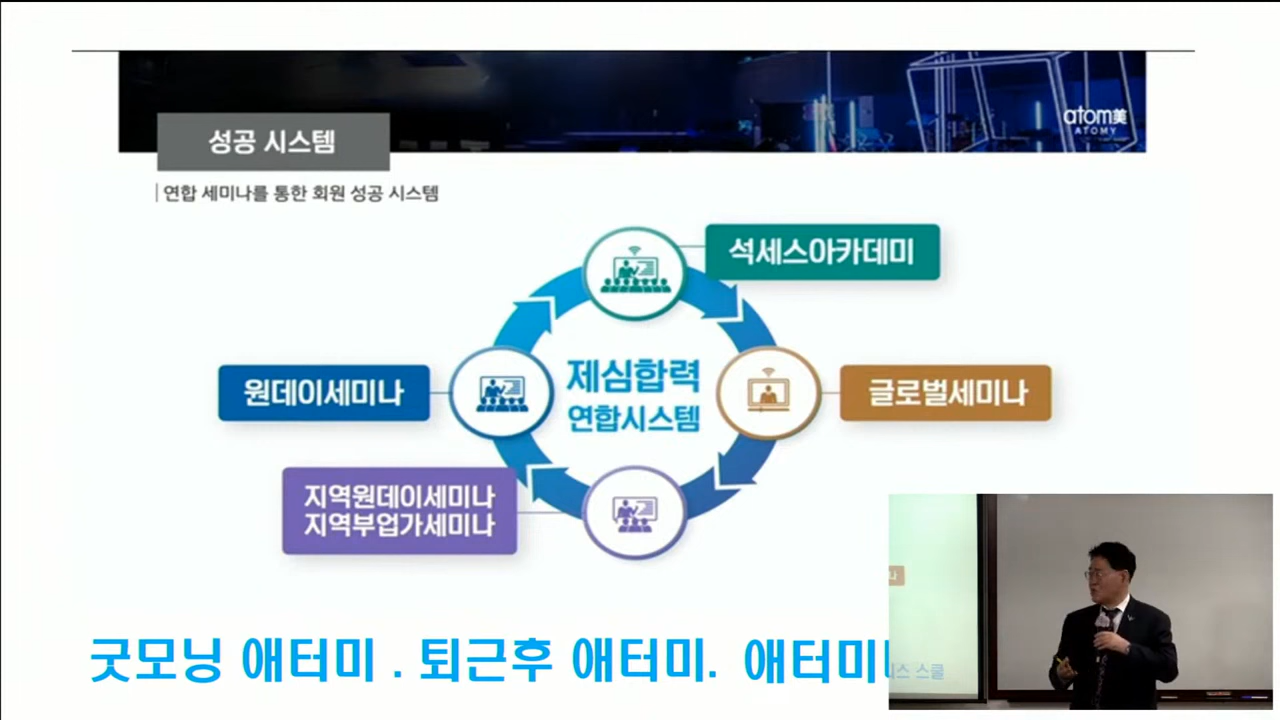 성공 시스템
atom美
ATOMY
연합 세미나를 통한 회원 성공 시스템
석세스아카데미
원데이세미나
제심합력
연합시스템
글로벌세미나
지역원데이세미나
지역부업가세미나
굿모닝 애터미 . 퇴근후 애터미. 애터미
스 스쿨